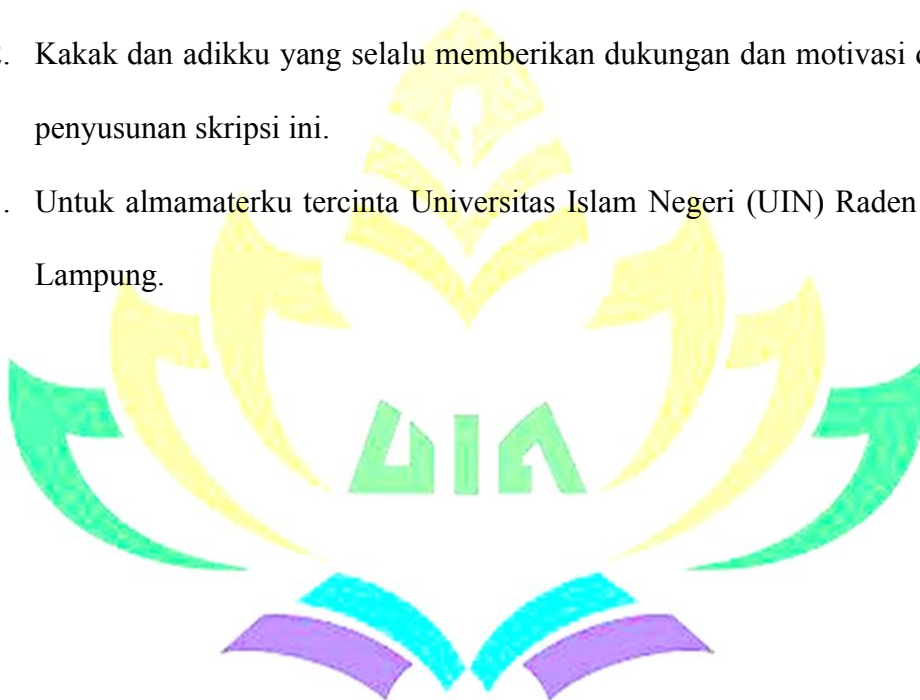 . Kakak dan adikku yang selalu memberikan dukungan dan motivasi
penyusunan skripsi ini.
. Untuk almamaterku tercinta Universitas Islam Negeri (UIN) Raden
Lampung.
UIN